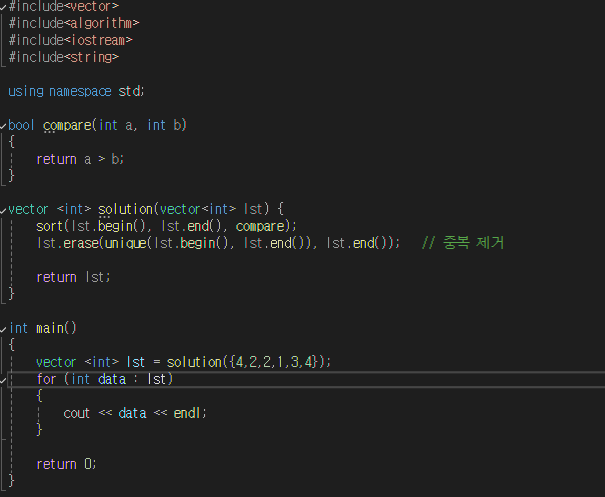 #include<vector>
#include<algorithm>
#include<iostream>
#include<string>
using namespace std;
bool compare(int a, int b)
{
return a > b;
}
vector <int> solution(vector<int> lst) {
sort(lst.begin(), lst.end(), compare);
lst.erase(unique(lst.begin(), lst.end()), lst.end()); // 중복 제거
return lst;
}
int main()
{
vector <int> lst = solution({4,2,2,1,3,4});
for (int data : lst)
{
cout << data << endl;
}
return 0;
}